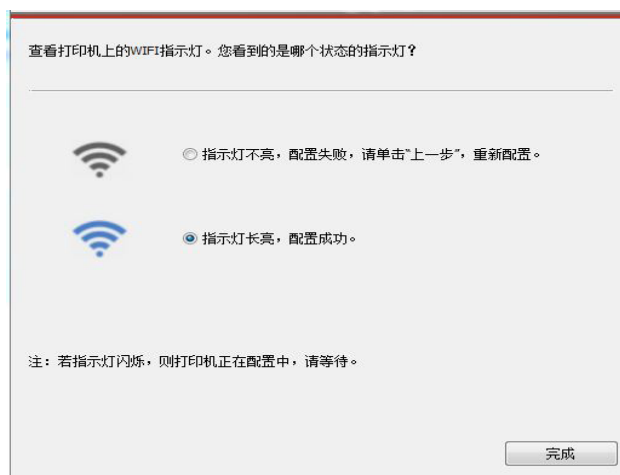 查看打印机上的WIFI指示灯。您看到的是哪个状态的指示灯?
指示灯不亮，配置失败，请单击“上一步”，重新配置。
指示灯长亮，配置成功。
注：若指示灯闪烁，则打印机正在配置中，请等待。
完成